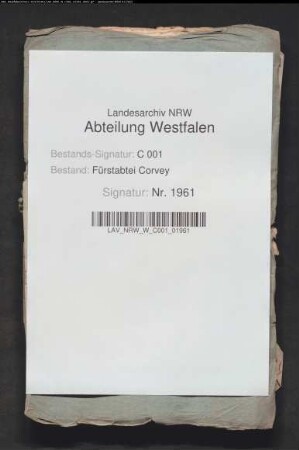 Landesarchiv NRW
Abteilung Westfalen
Bestands-Signatur: C 001
Bestand: Fürstabtei Corvey
Signatur: Nr. 1961
LAV_NRW_W_C001_01961